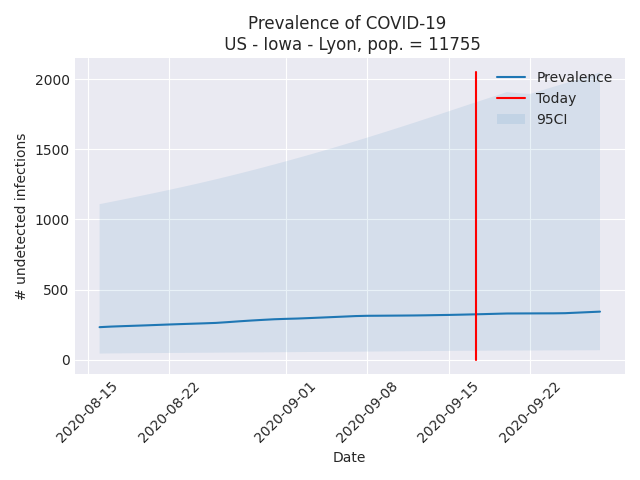 Prevalence of COVID-19
US - Iowa - Lyon, pop. = 11755
Prevalence
Today
95CI
# undetected infections
2000
1500
1000
500
0
2020-08-15
2020-08-22
2020-09-01
2020-09-08
2020-09-15
2020-09-22
Date